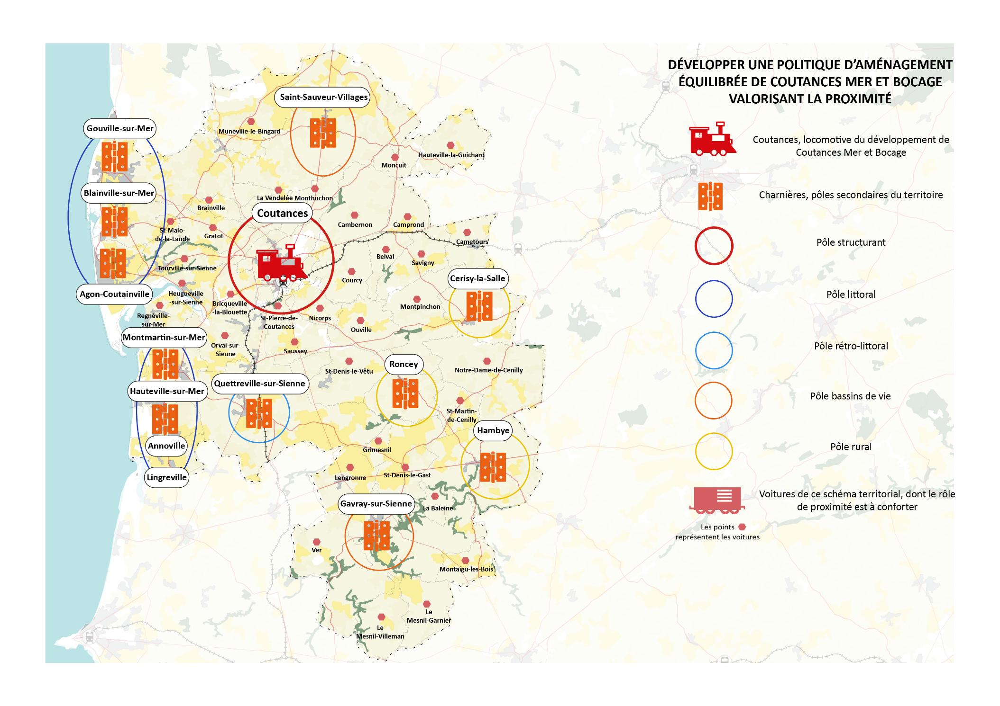 DÉVELOPPER UNE POLITIQUE D’AMÉNAGEMENT
ÉQUILIBRÉE DE COUTANCES MER ET BOCAGE
VALORISANT LA PROXIMITÉ
Coutances, locomotive du développement de
Coutances Mer et Bocage
Charnières, pôles secondaires du territoire
Pôle structurant
Pôle littoral
Pôle rétro-littoral
Pôle bassins de vie
Pôle rural
Voitures de ce schéma territorial, dont le rôle
de proximité est à conforter
Les points
représentent les voitures
Saint-Sauveur-Villages
Gouville-sur-Mer
Muneville-le-Bingard
Hauteville-la-Guichard
Moncuit
Blainville-sur-Mer
La Vendelée
Monthuchon
Brainville
Coutances
Cambernon
Camprond
St-Malo-
de-la-Lande
Gratot
Cametours
Belval
Savigny
Tourville-sur-Sienne
Courcy
Cerisy-la-Salle
Agon-Coutainville
Heugueville
-sur-Sienne
Bricqueville
-la-Blouette
Montpinchon
Regnéville-
sur-Mer
St-Pierre-de-
Coutances
Nicorps
Ouville
Montmartin-sur-Mer
Orval-sur-
Sienne
Saussey
Roncey
St-Denis-le-Vêtu
Notre-Dame-de-Cenilly
Quettreville-sur-Sienne
Hauteville-sur-Mer
St-Martin-
de-Cenilly
Hambye
Annoville
Grimesnil
Lingreville
Lengronne
St-Denis-le-Gast
Gavray-sur-Sienne
La Baleine
Ver
Montaigu-les-Bois
Le
Mesnil-Garnier
Le
Mesnil-Villeman